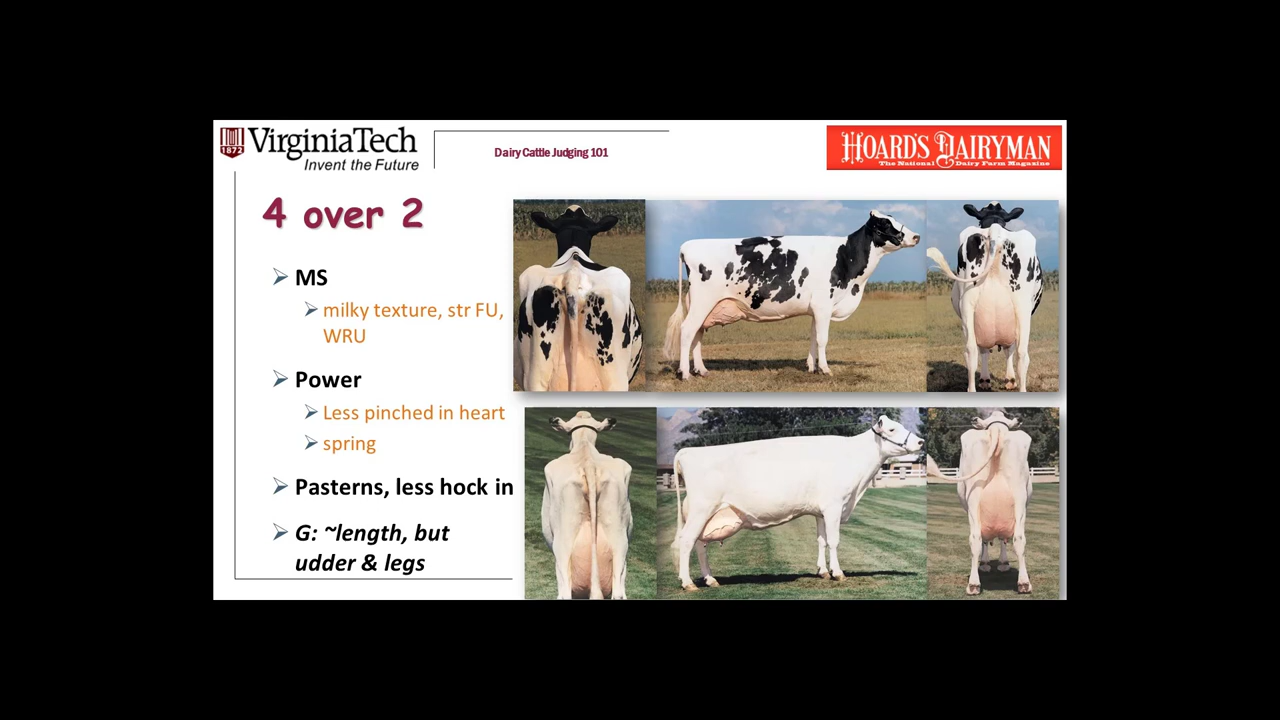 1872
VirginiaTech
Invent the Future
Dairy Cattle Judging 101
HOARD'S DAIRYMAN
The National Dairy Farm Magazine
4 over 2
MS
milky texture, str FU,
WRU
Power
Less pinched in heart
spring
Pasterns, less hock in
G: ~length, but
udder & legs